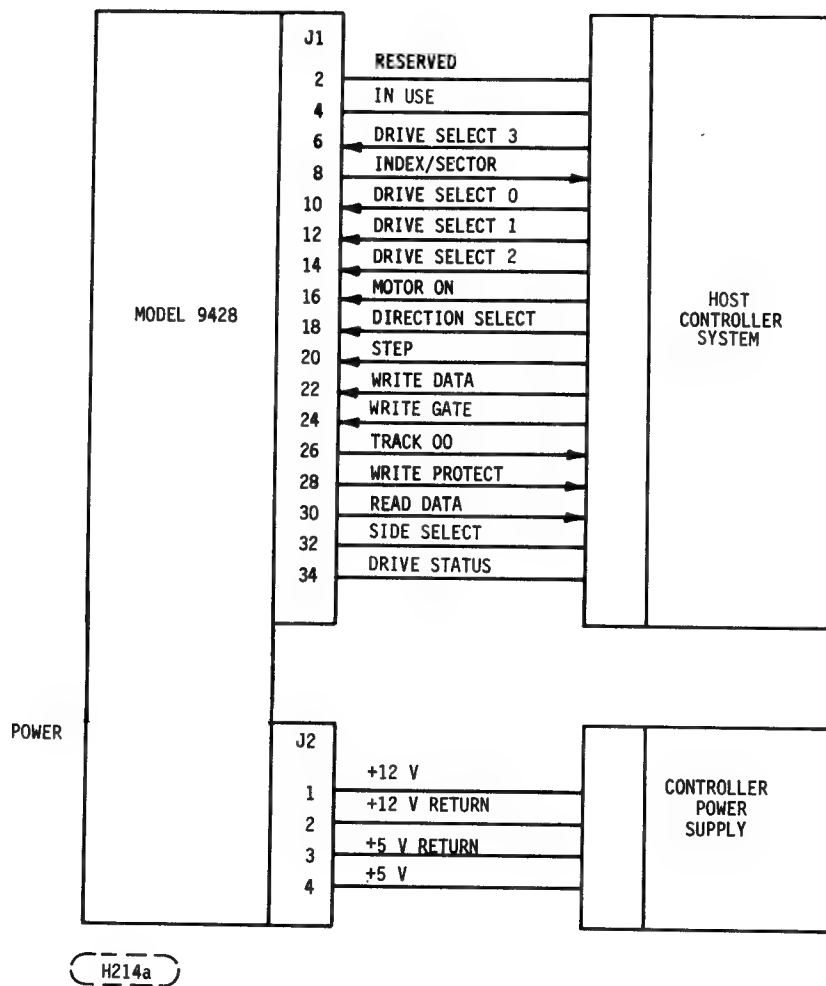 J1
RESERVED
2
IN USE
4
DRIVE SELECT 3
6
INDEX/SECTOR
8
DRIVE SELECT 0
10
DRIVE SELECT 1
12
DRIVE SELECT 2
14
MOTOR ON
16
MODEL 9428
HOST
CONTROLLER
SYSTEM
DIRECTION SELECT
18
STEP
20
WRITE DATA
22
WRITE GATE
24
TRACK OO
26
WRITE PROTECT
28
READ DATA
30
SIDE SELECT
32
DRIVE STATUS
34
POWER
J2
+12 V
1
+12 V RETURN
2
+5 V RETURN
3
+5 V
4
CONTROLLER
POWER
SUPPLY
H214a